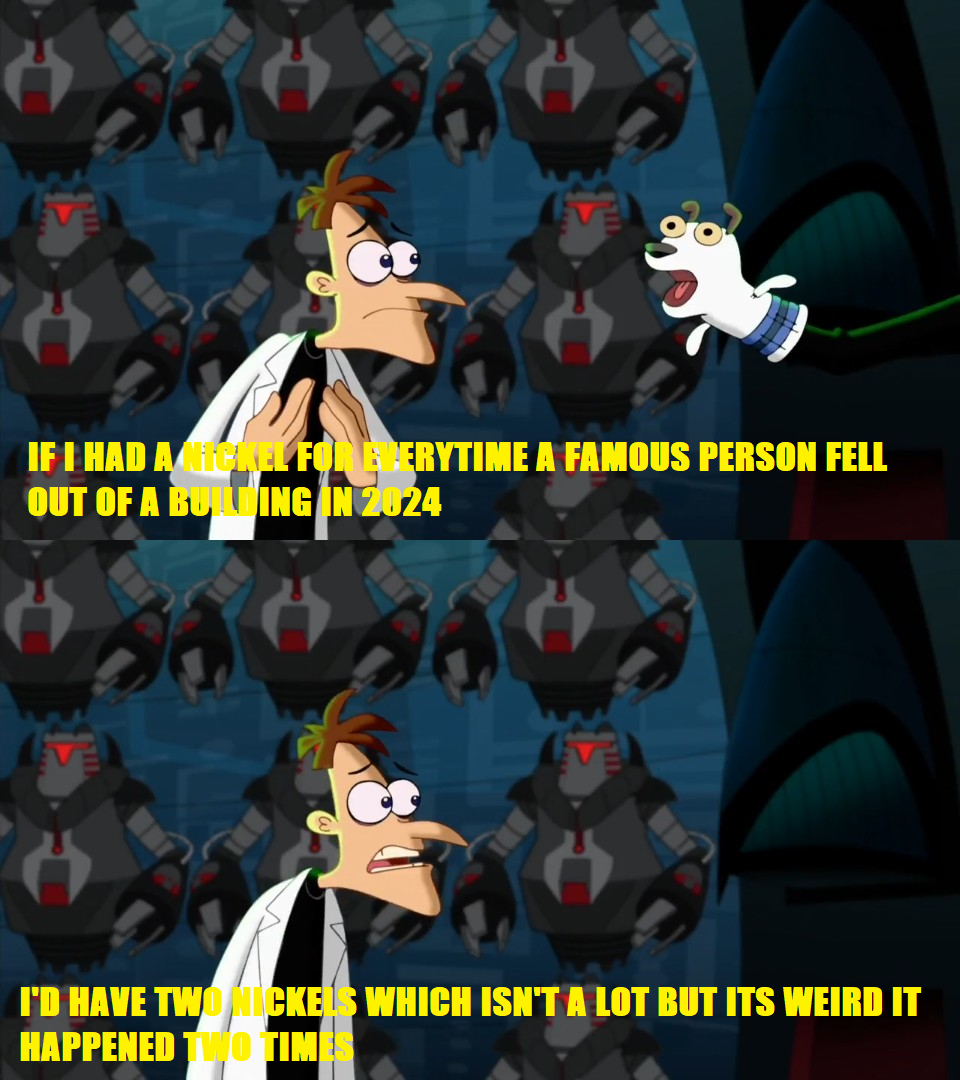 IF I HAD A NICKEL FOR EVERYTIME A FAMOUS PERSON FELL
OUT OF A BUILDING IN 2024
I'D HAVE TWO NICKELS WHICH ISN'T A LOT BUT ITS WEIRD IT
HAPPENED TWO TIMES